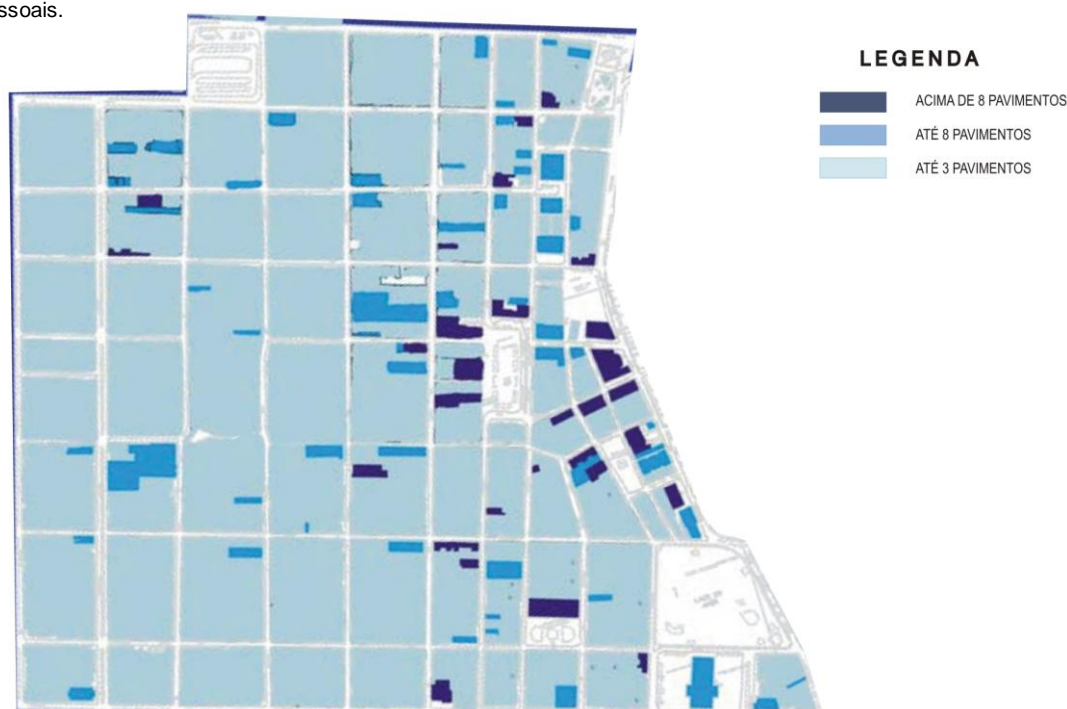 ssoais.
LEGENDA
ACIMA DE 8 PAVIMENTOS
ATÉ 8 PAVIMENTOS
ATÉ 3 PAVIMENTOS